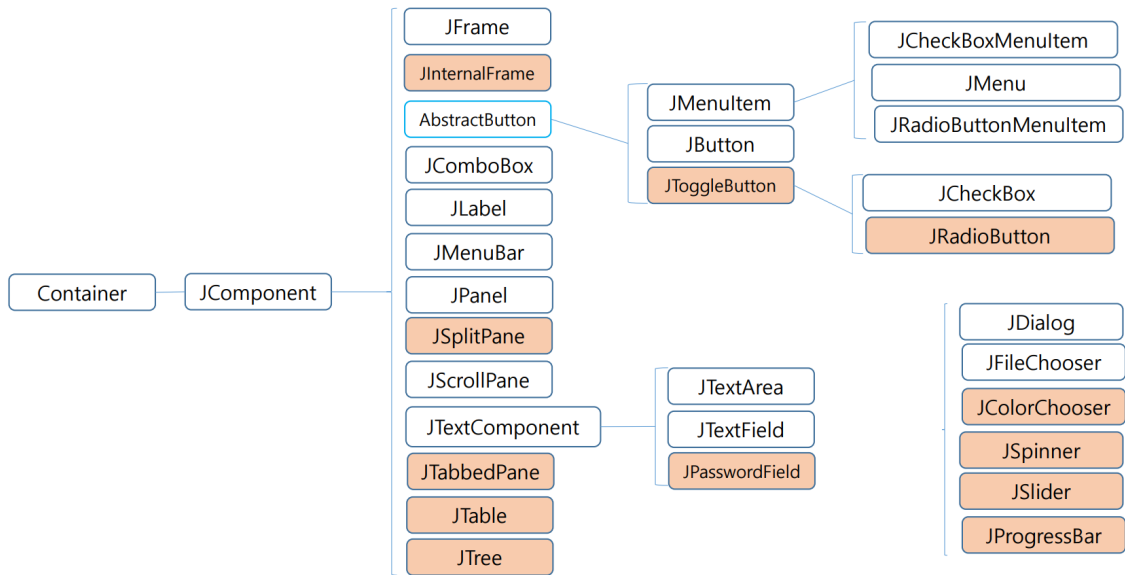 Container
JComponent
JFrame
JInternalFrame
AbstractButton
JComboBox
JLabel
JMenuBar
JPanel
JSplitPane
JScrollPane
JTextComponent
JTabbedPane
JTable
JTree
JMenuItem
JButton
JToggleButton
JCheckBoxMenuItem
JMenu
JRadioButtonMenuItem
JCheckBox
JRadioButton
JTextArea
JTextField
JPasswordField
JDialog
JFileChooser
JColorChooser
JSpinner
JSlider
JProgressBar